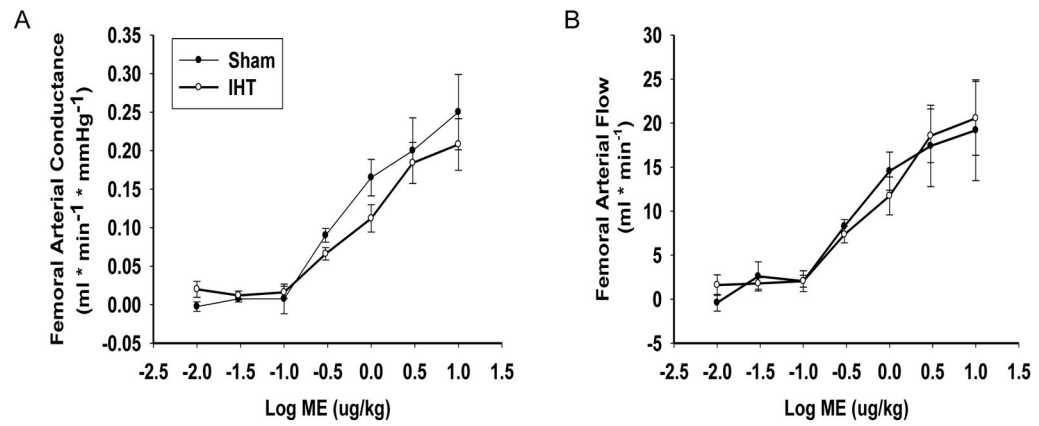 A
Femoral Arterial Conductance
(ml * min⁻¹ * mmHg⁻¹)
0.35
0.30
0.25
0.20
0.15
0.10
0.05
0.00
-0.05
Sham
IHT
-2.5 -2.0 -1.5 -1.0 -0.5 0.0 0.5 1.0 1.5
Log ME (ug/kg)
B
Femoral Arterial Flow
(ml * min⁻¹)
30
25
20
15
10
5
0
-5
-2.5 -2.0 -1.5 -1.0 -0.5 0.0 0.5 1.0 1.5
Log ME (ug/kg)